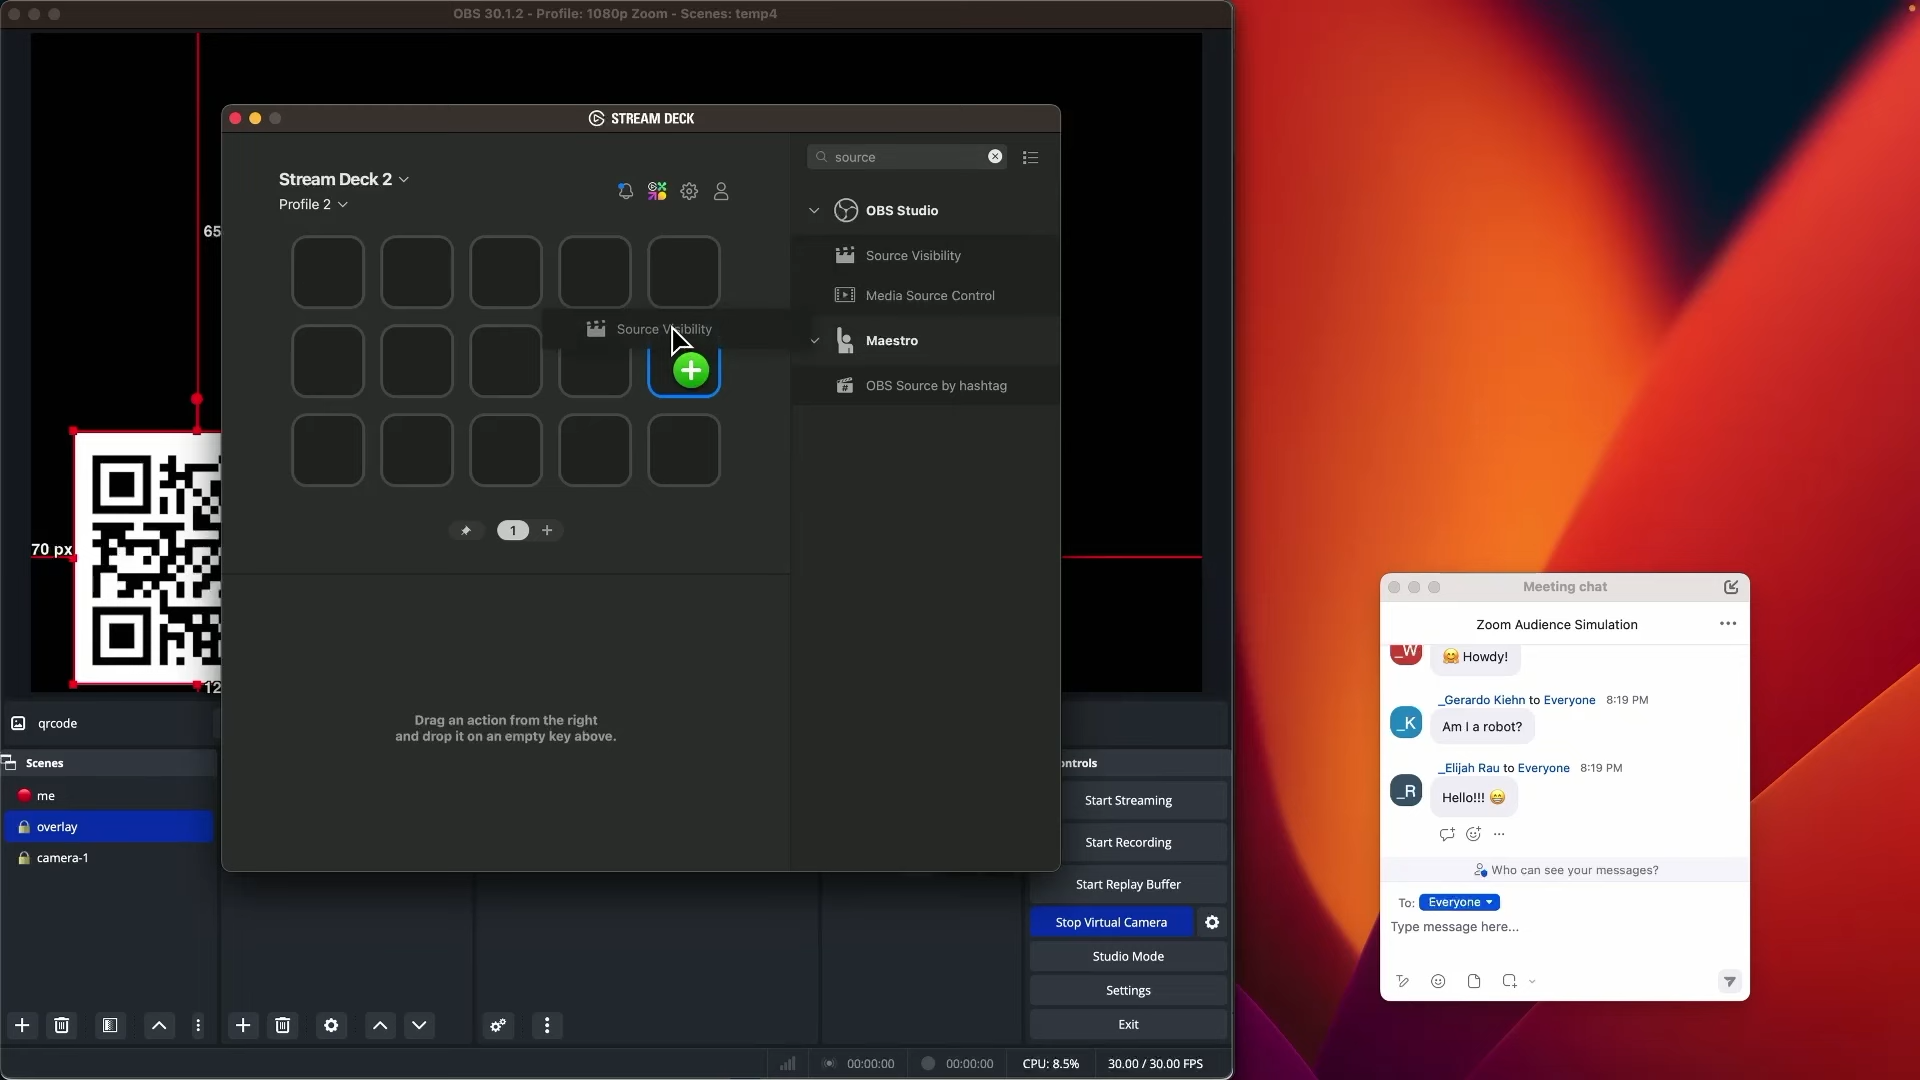 OBS 30.1.2 - Profile: 1080p Zoom - Scenes: temp4
STREAM DECK
Stream Deck 2
Profile 2
source
OBS Studio
Source Visibility
Media Source Control
Maestro
OBS Source by hashtag
Source Visibility
65
70 px
12
1
Drag an action from the right
and drop it on an empty key above.
qrcode
Scenes
me
overlay
camera-1
ontrols
Start Streaming
Start Recording
Start Replay Buffer
Stop Virtual Camera
Studio Mode
Settings
Exit
00:00:00
00:00:00
CPU: 8.5%
30.00 / 30.00 FPS
Meeting chat
Zoom Audience Simulation
_W
🤗 Howdy!
_Gerardo Kiehn to Everyone 8:19 PM
_K
Am I a robot?
_Elijah Rau to Everyone 8:19 PM
_R
Hello!!! 😁
Who can see your messages?
To: Everyone
Type message here...